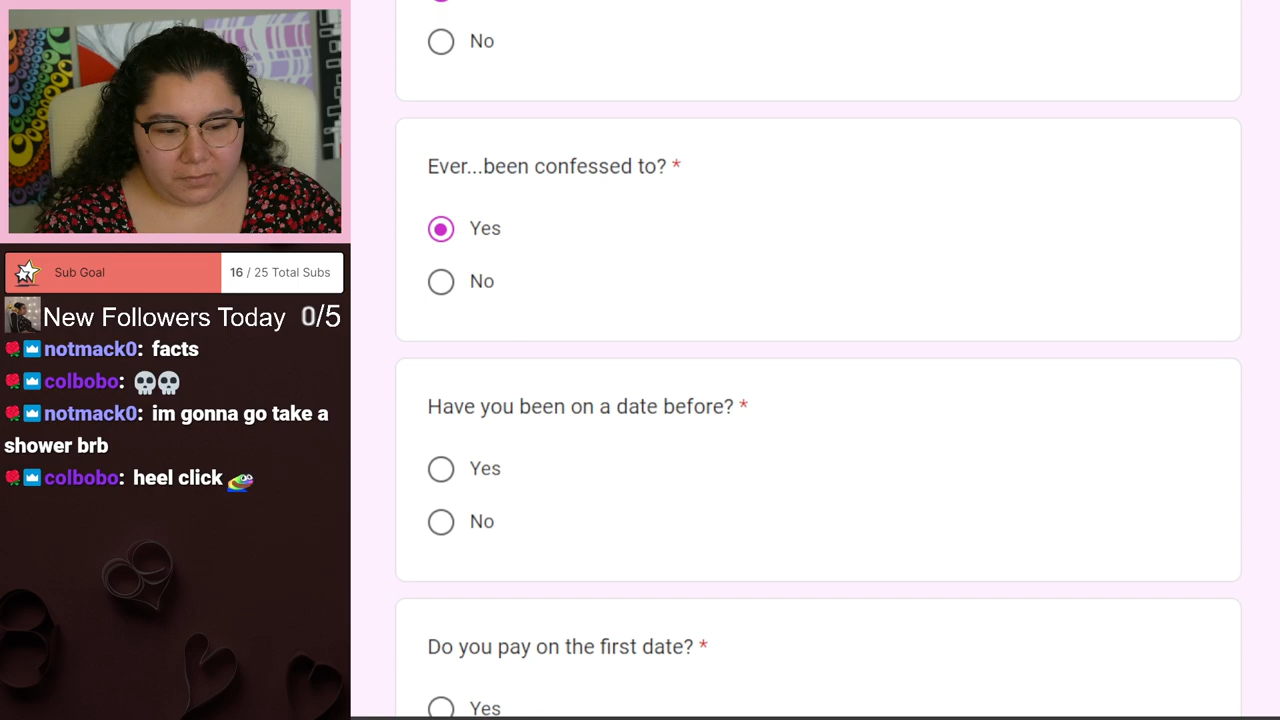 Sub Goal
16 / 25 Total Subs
New Followers Today 0/5
notmack0: facts
colbobo: 💀💀
notmack0: im gonna go take a
shower brb
colbobo: heel click
No
Ever...been confessed to? *
Yes
No
Have you been on a date before? *
Yes
No
Do you pay on the first date? *
Yes